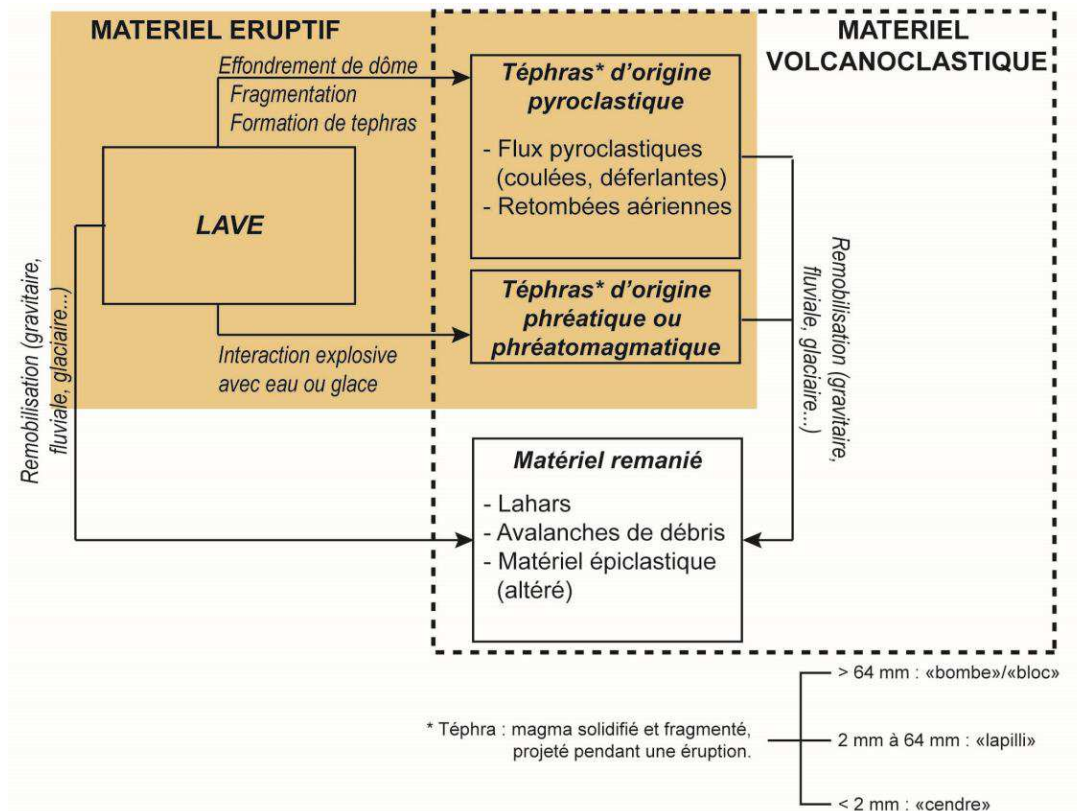 MATERIEL ERUPTIF
MATERIEL
VOLCANOCLASTIQUE
Effondrement de dôme
Fragmentation
Formation de tephras
Téphras* d'origine
pyroclastique
- Flux pyroclastiques
(coulées, déferlantes)
- Retombées aériennes
LAVE
Téphras* d'origine
phréatique ou
phréatomagmatique
Interaction explosive
avec eau ou glace
Remobilisation (gravitaire,
fluviale, glaciaire...)
Remobilisation (gravitaire,
fluviale, glaciaire...)
Matériel remanié
- Lahars
- Avalanches de débris
- Matériel épiclastique
(altéré)
* Téphra : magma solidifié et fragmenté,
projeté pendant une éruption.
> 64 mm : «bombe»/«bloc»
2 mm à 64 mm : «lapilli»
< 2 mm : «cendre»